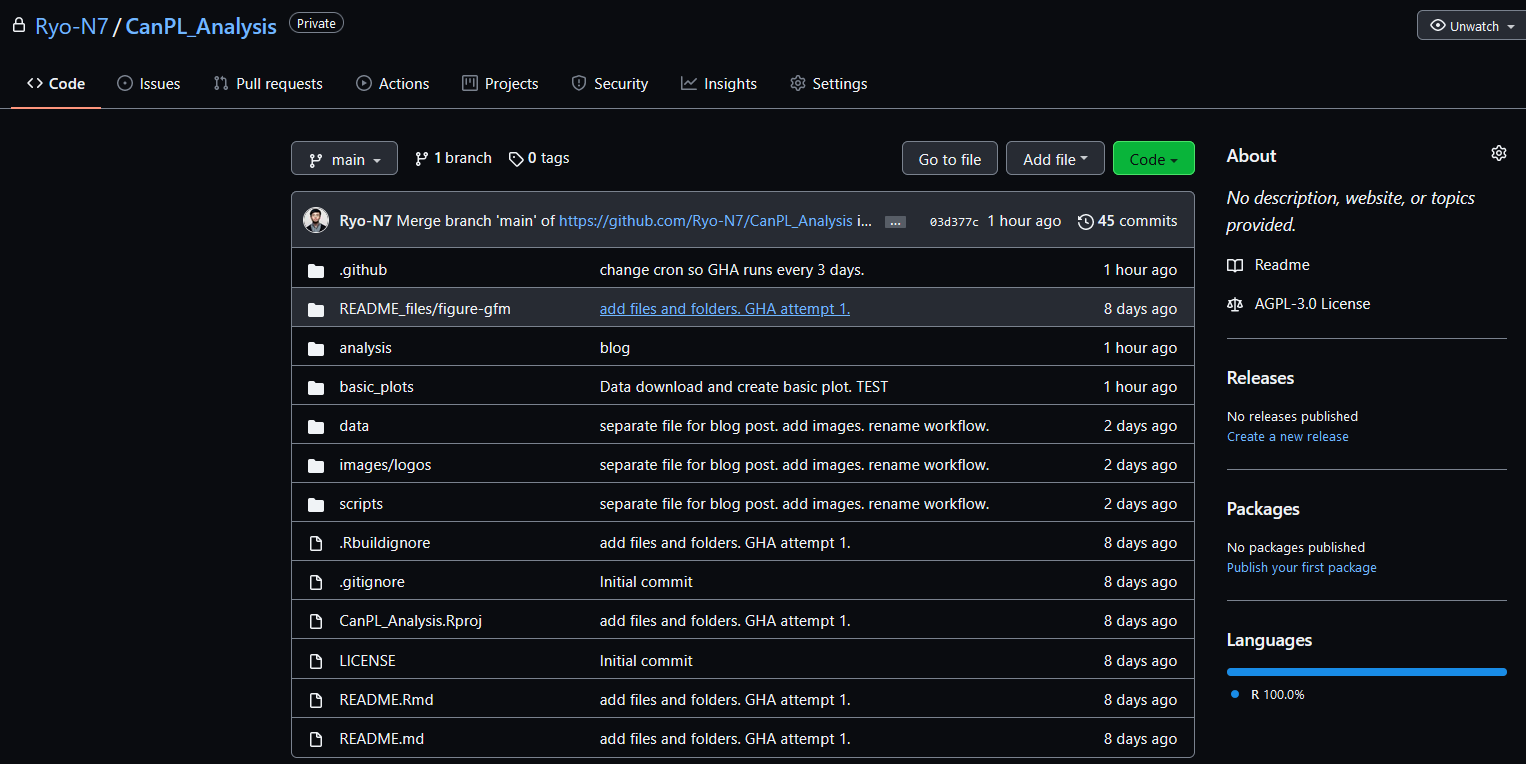 Ryo-N7 / CanPL_Analysis Private
Unwatch
Code Issues Pull requests Actions Projects Security Insights Settings
main 1 branch 0 tags Go to file Add file Code
Ryo-N7 Merge branch 'main' of https://github.com/Ryo-N7/CanPL_Analysis i... ... 03d377c 1 hour ago 45 commits
.github change cron so GHA runs every 3 days. 1 hour ago
README_files/figure-gfm add files and folders. GHA attempt 1. 8 days ago
analysis blog 1 hour ago
basic_plots Data download and create basic plot. TEST 1 hour ago
data separate file for blog post. add images. rename workflow. 2 days ago
images/logos separate file for blog post. add images. rename workflow. 2 days ago
scripts separate file for blog post. add images. rename workflow. 2 days ago
.Rbuildignore add files and folders. GHA attempt 1. 8 days ago
.gitignore Initial commit 8 days ago
CanPL_Analysis.Rproj add files and folders. GHA attempt 1. 8 days ago
LICENSE Initial commit 8 days ago
README.Rmd add files and folders. GHA attempt 1. 8 days ago
README.md add files and folders. GHA attempt 1. 8 days ago
About
No description, website, or topics
provided.
Readme
AGPL-3.0 License
Releases
No releases published
Create a new release
Packages
No packages published
Publish your first package
Languages
R 100.0%